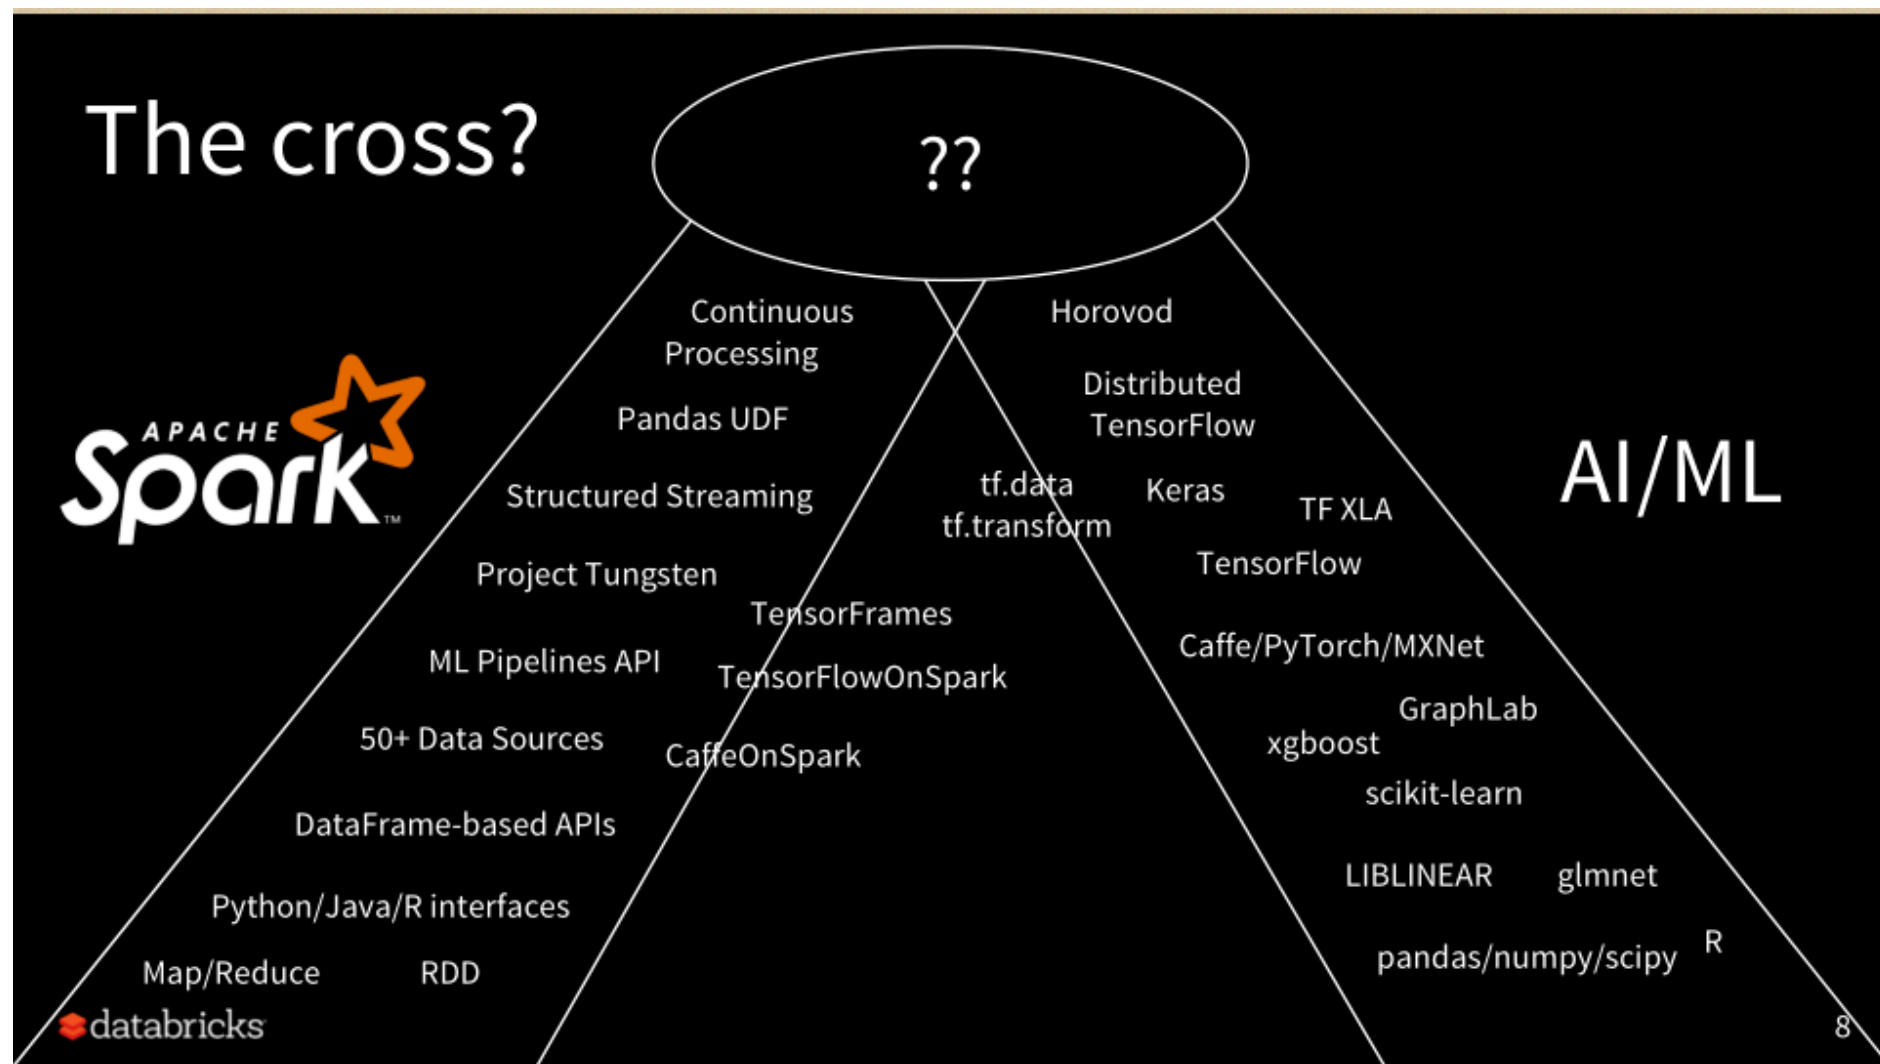 The cross?
??
APACHE
Spark™
AI/ML
Continuous
Processing
Pandas UDF
Structured Streaming
Project Tungsten
ML Pipelines API
50+ Data Sources
DataFrame-based APIs
Python/Java/R interfaces
Map/Reduce
RDD
TensorFrames
TensorFlowOnSpark
CaffeOnSpark
tf.data
tf.transform
Horovod
Distributed
TensorFlow
Keras
TF XLA
TensorFlow
Caffe/PyTorch/MXNet
GraphLab
xgboost
scikit-learn
LIBLINEAR
glmnet
R
pandas/numpy/scipy
databricks
8